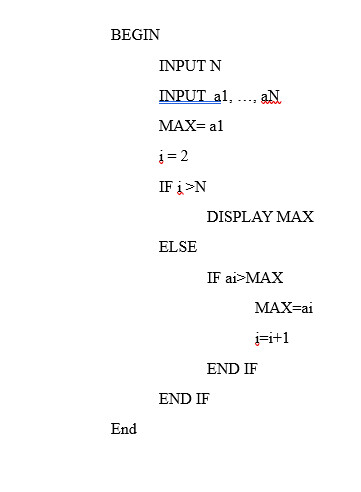 BEGIN
INPUT N
INPUT a1, …, aN
MAX= a1
i = 2
IF i >N
DISPLAY MAX
ELSE
IF ai>MAX
MAX=ai
i=i+1
END IF
END IF
End